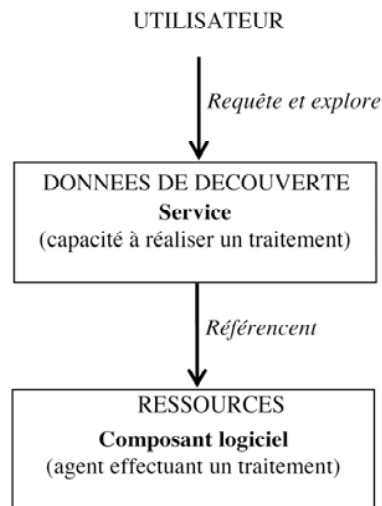 UTILISATEUR
Requête et explore
DONNEES DE DECOUVERTE
Service
(capacité à réaliser un traitement)
Référencent
RESSOURCES
Composant logiciel
(agent effectuant un traitement)